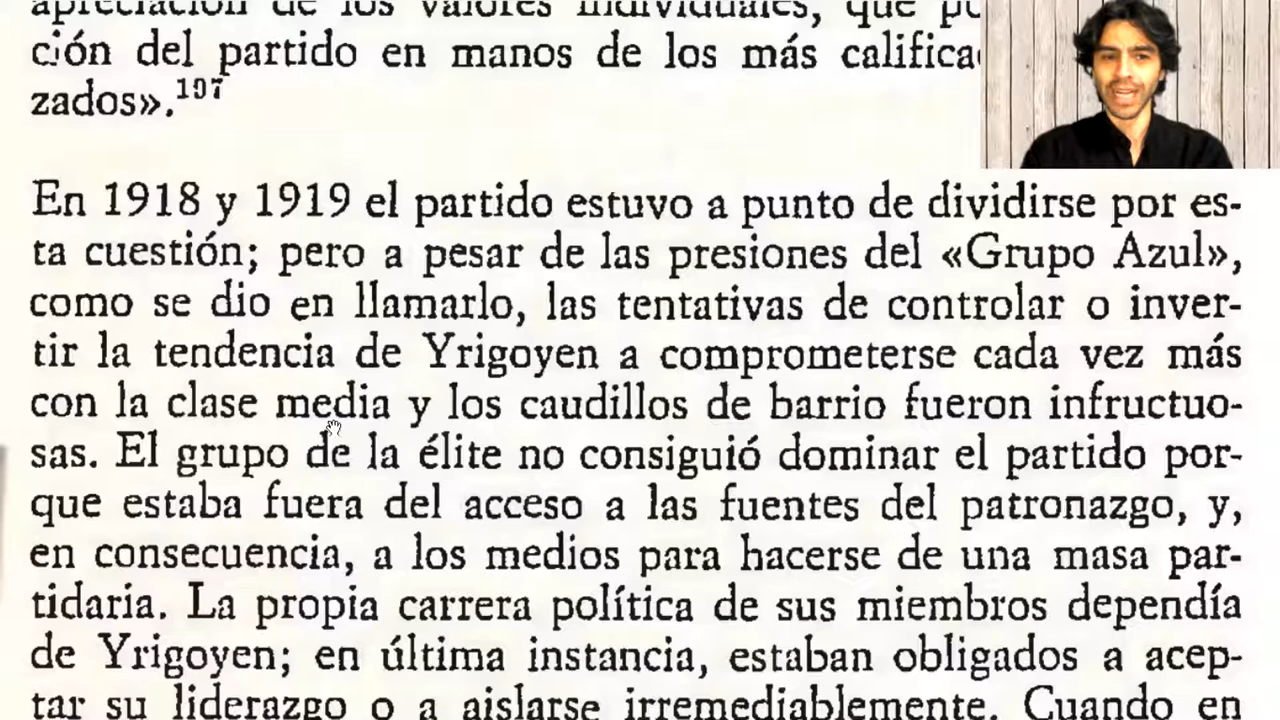 apreciación de los valores individuales, que
ción del partido en manos de los más
zados».107
En 1918 y 1919 el partido estuvo a punto de dividirse por es-
ta cuestión; pero a pesar de las presiones del «Grupo Azul»,
como se dio en llamarlo, las tentativas de controlar o inver-
tir la tendencia de Yrigoyen a comprometerse cada vez más
con la clase media y los caudillos de barrio fueron infructuo-
sas. El grupo de la élite no consiguió dominar el partido por-
que estaba fuera del acceso a las fuentes del patronazgo, y,
en consecuencia, a los medios para hacerse de una masa par-
tidaria. La propia carrera política de sus miembros dependía
de Yrigoyen; en última instancia, estaban obligados a acep-
tar su liderazgo o a aislarse irremediablemente. Cuando en